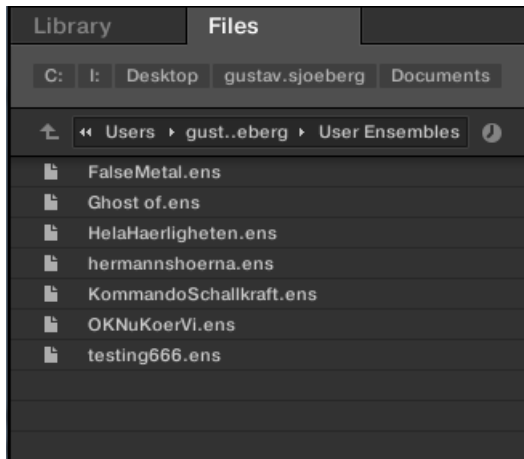 Library Files
C: I: Desktop gustav.sjoeberg Documents
Users gust..eberg User Ensembles
FalseMetal.ens
Ghost of.ens
HelaHaerligheten.ens
hermannshoerna.ens
KommandoSchallkraft.ens
OKNuKoerVi.ens
testing666.ens